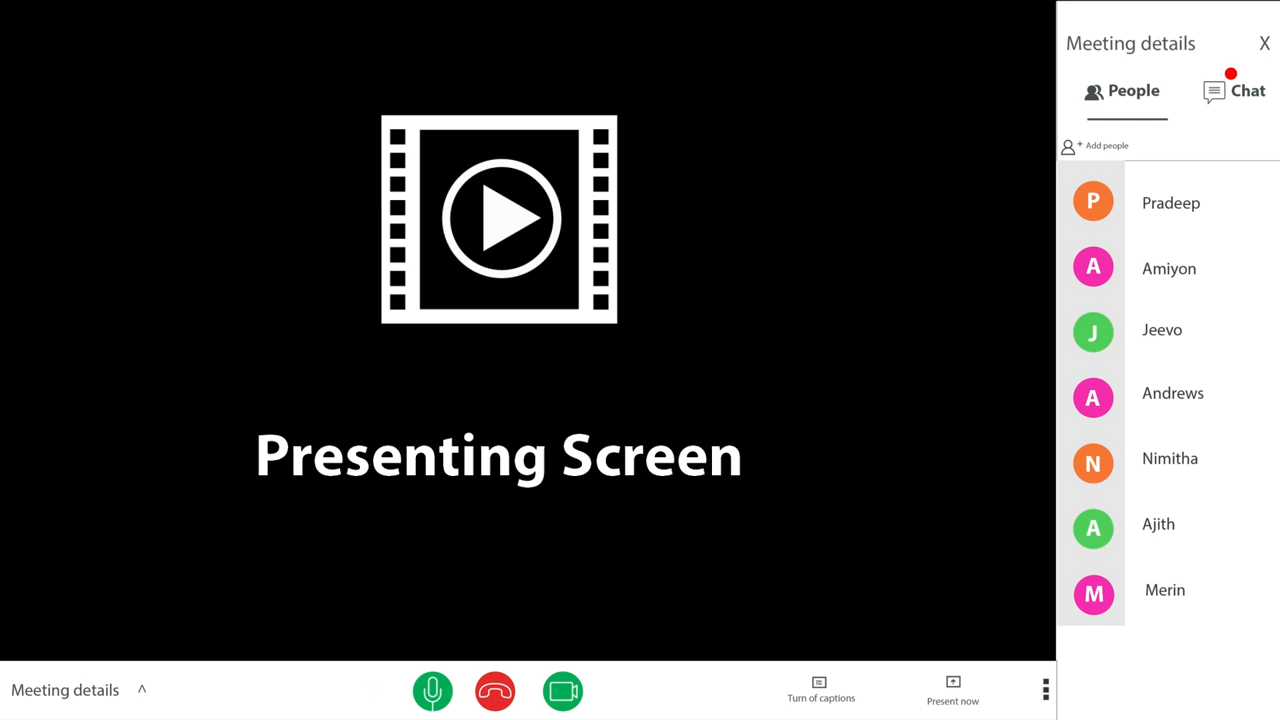 Meeting details X
People Chat
Add people
P Pradeep
A Amiyon
J Jeevo
A Andrews
N Nimitha
A Ajith
M Merin
Presenting Screen
Meeting details ^
Turn of captions
Present now